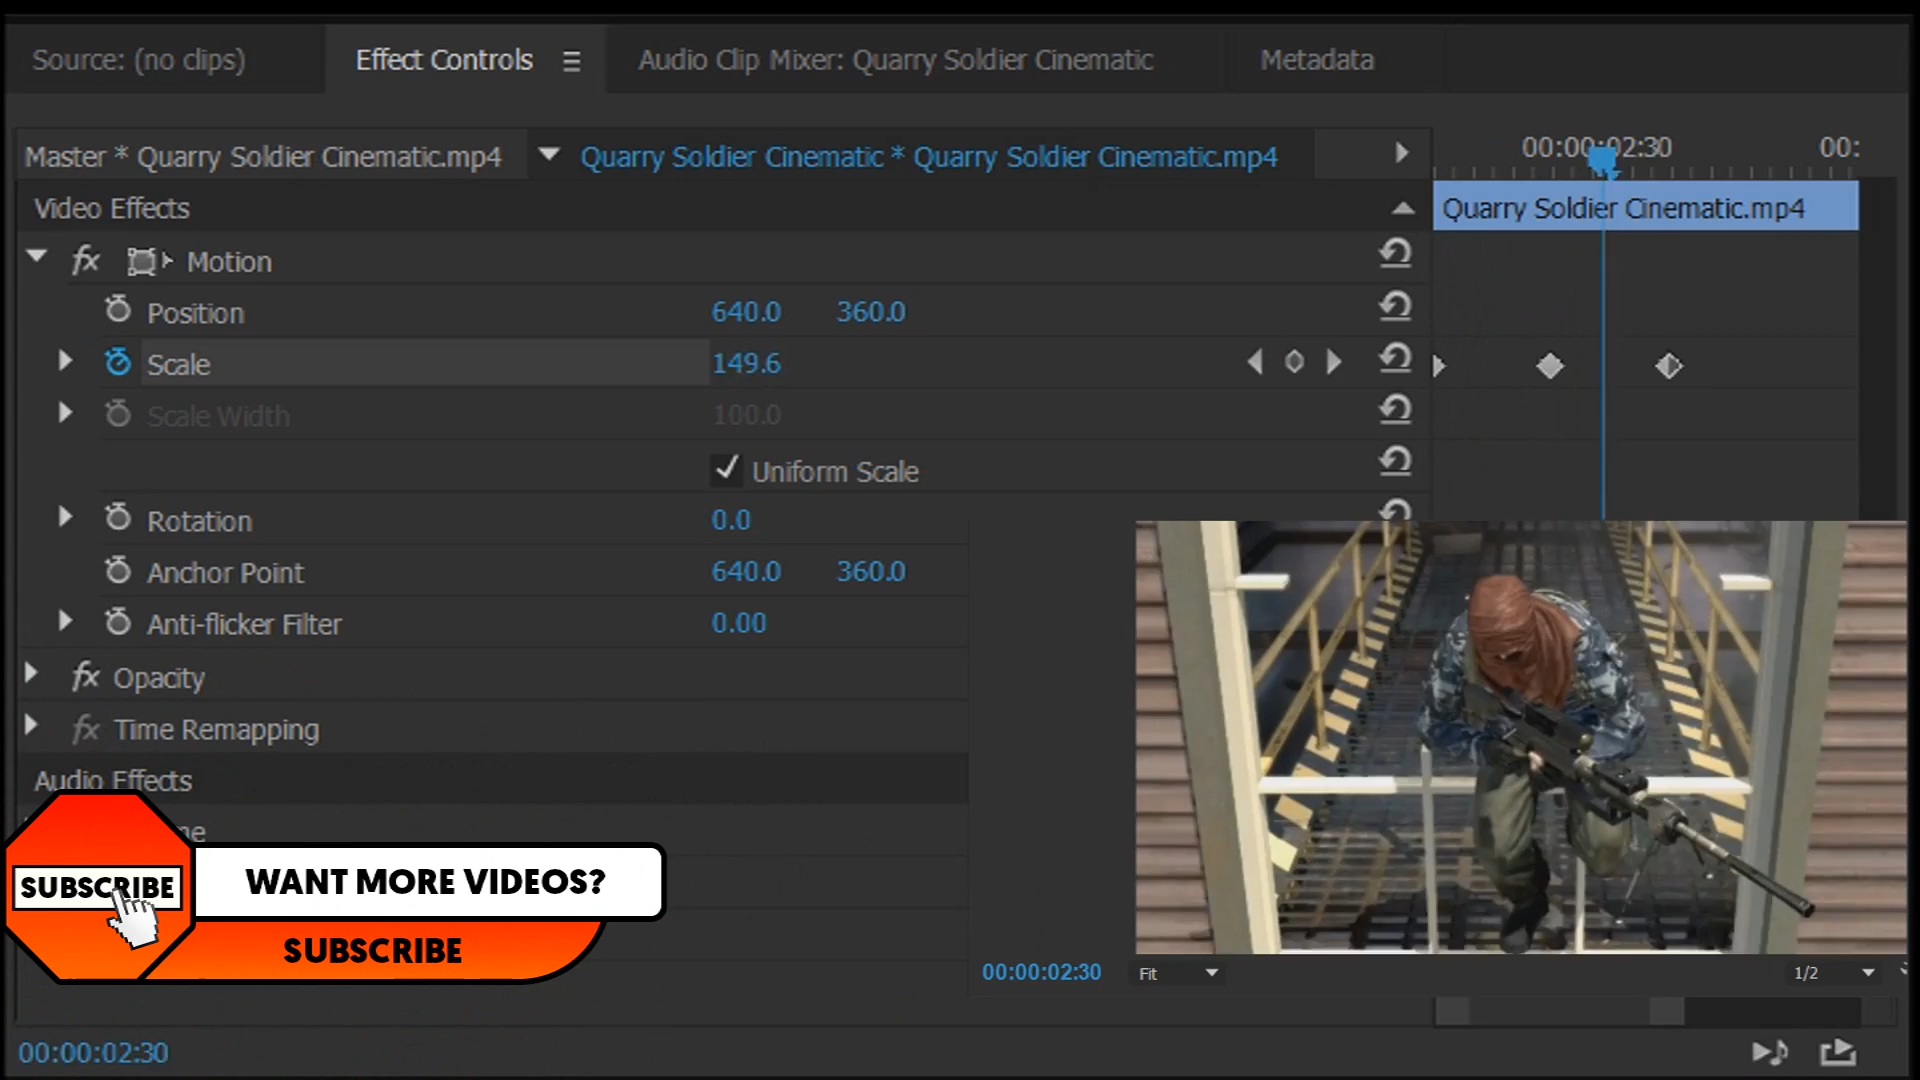 Source: (no clips)
Effect Controls
Audio Clip Mixer: Quarry Soldier Cinematic
Metadata
Master * Quarry Soldier Cinematic.mp4
Quarry Soldier Cinematic * Quarry Soldier Cinematic.mp4
00:00:02:30
00:
Video Effects
Quarry Soldier Cinematic.mp4
fx Motion
Position 640.0 360.0
Scale 149.6
Scale Width 100.0
Uniform Scale
Rotation 0.0
Anchor Point 640.0 360.0
Anti-flicker Filter 0.00
fx Opacity
fx Time Remapping
Audio Effects
SUBSCRIBE
WANT MORE VIDEOS?
SUBSCRIBE
00:00:02:30
Fit
1/2
00:00:02:30